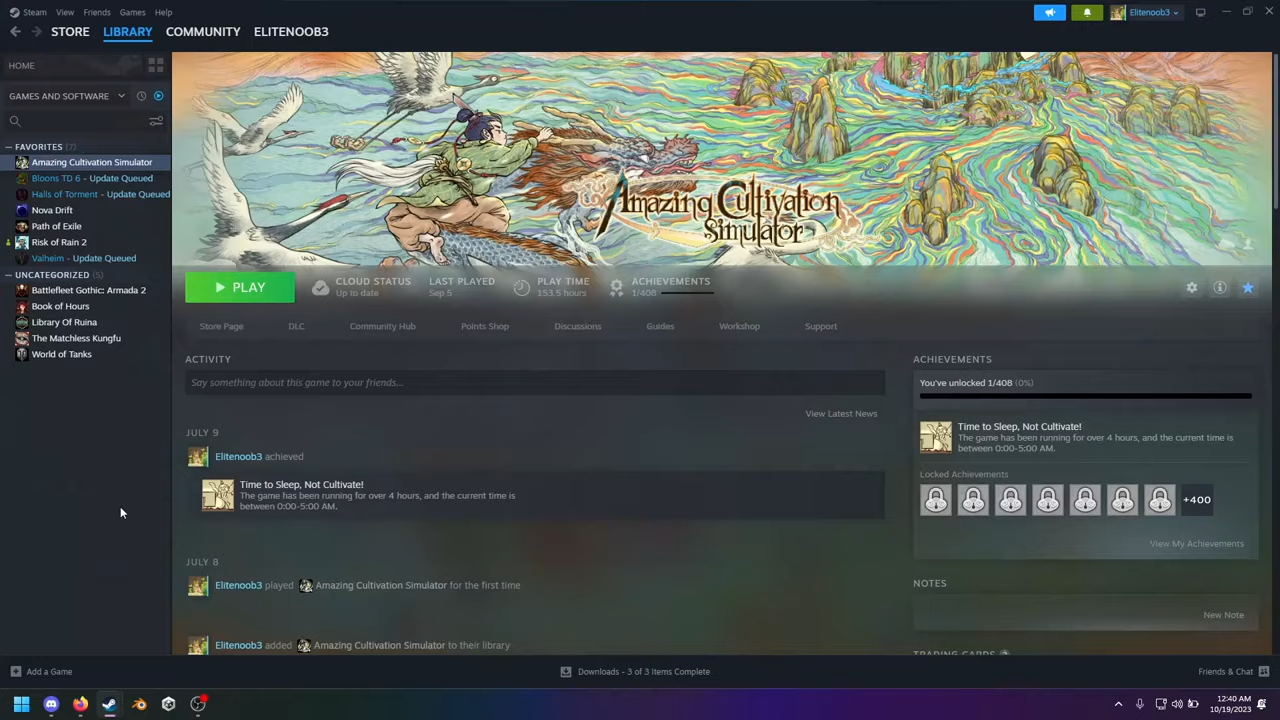 Steam View Friends Games Help
Elitenoob3
STORE LIBRARY COMMUNITY ELITENOOB3
HOME
GAMES AND SOFTWARE
FAVORITES (7)
Amazing Cultivation Simulator
Bloons TD 6 - Update Queued
Halls of Torment - Update Queued
Nova Drift
Path of Exile
Risk of Rain 2
Valheim - Update Queued
UNCATEGORIZED (5)
Battlefleet Gothic: Armada 2
Book of Hours
Library Of Ruina
The Matchless Kungfu
World of Tanks
Amazing Cultivation
Simulator
PLAY
CLOUD STATUS
Up to date
LAST PLAYED
Sep 5
PLAY TIME
153.5 hours
ACHIEVEMENTS
1/408
Store Page DLC Community Hub Points Shop Discussions Guides Workshop Support
ACTIVITY
Say something about this game to your friends...
View Latest News
JULY 9
Elitenoob3 achieved
Time to Sleep, Not Cultivate!
The game has been running for over 4 hours, and the current time is
between 0:00-5:00 AM.
JULY 8
Elitenoob3 played Amazing Cultivation Simulator for the first time
Elitenoob3 added Amazing Cultivation Simulator to their library
ACHIEVEMENTS
You've unlocked 1/408 (0%)
Time to Sleep, Not Cultivate!
The game has been running for over 4 hours, and the current time is
between 0:00-5:00 AM.
Locked Achievements
+400
View My Achievements
NOTES
New Note
TRADING CARDS
Add a Game
Downloads - 3 of 3 Items Complete
Friends & Chat
12:40 AM
10/19/2023